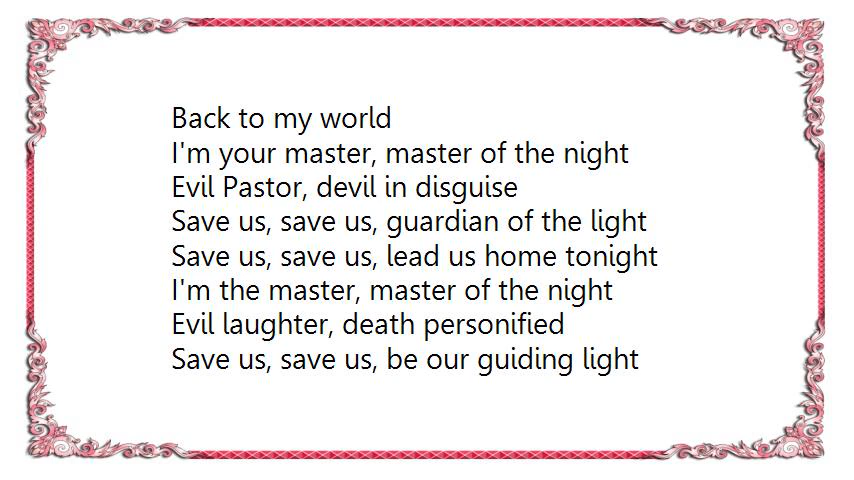 Back to my world
I'm your master, master of the night
Evil Pastor, devil in disguise
Save us, save us, guardian of the light
Save us, save us, lead us home tonight
I'm the master, master of the night
Evil laughter, death personified
Save us, save us, be our guiding light